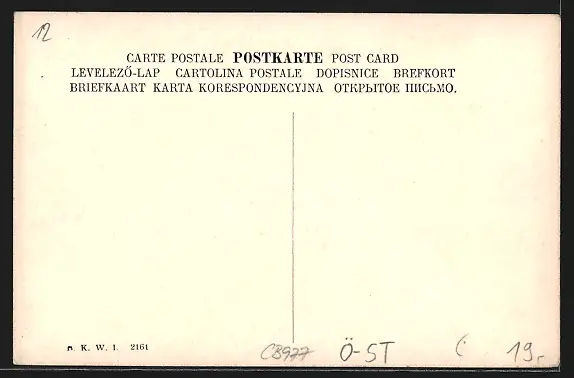 12
CARTE POSTALE POSTKARTE POST CARD
LEVELEZŐ-LAP CARTOLINA POSTALE DOPISNICE BREFKORT
BRIEFKAART KARTA KORESPONDENCYJNA ОТКРЫТОЕ ПИСЬМО.
B. K. W. I. 2161
C8977 Ö-ST 19,-